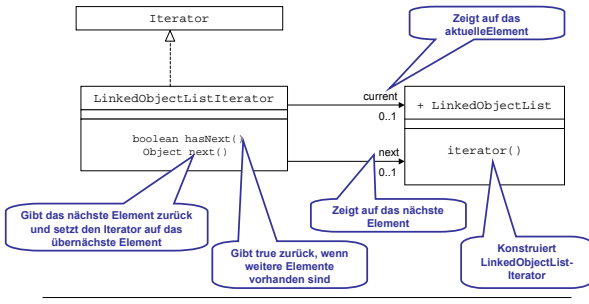 Iterator
Zeigt auf das
aktuelleElement
LinkedObjectListIterator
current
0..1
+ LinkedObjectList
boolean hasNext()
Object next()
next
0..1
iterator()
Gibt das nächste Element zurück
und setzt den Iterator auf das
übernächste Element
Gibt true zurück, wenn
weitere Elemente
vorhanden sind
Zeigt auf das nächste
Element
Konstruiert
LinkedObjectList-
Iterator